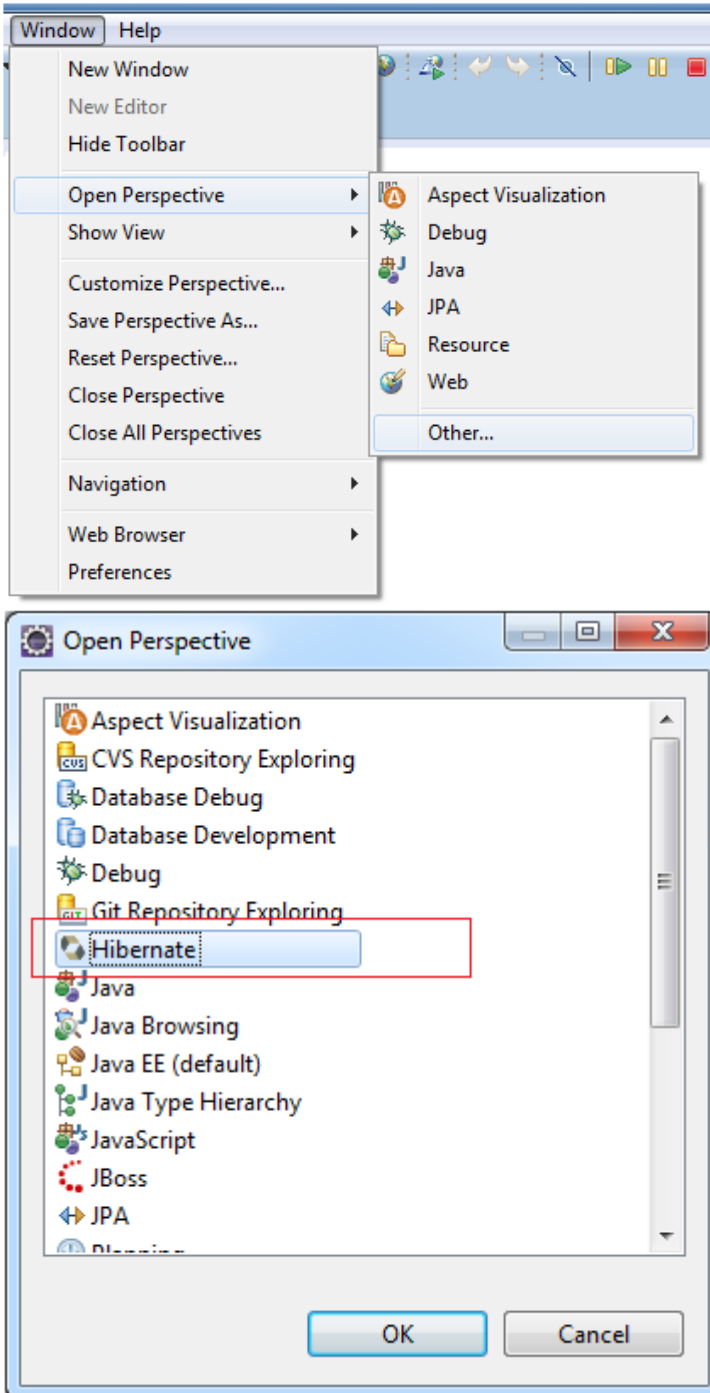 Window Help
New Window
New Editor
Hide Toolbar
Open Perspective
Show View
Customize Perspective...
Save Perspective As...
Reset Perspective...
Close Perspective
Close All Perspectives
Navigation
Web Browser
Preferences
Aspect Visualization
Debug
Java
JPA
Resource
Web
Other...
Open Perspective
Aspect Visualization
CVS Repository Exploring
Database Debug
Database Development
Debug
Git Repository Exploring
Hibernate
Java
Java Browsing
Java EE (default)
Java Type Hierarchy
JavaScript
JBoss
JPA
Planning
OK Cancel